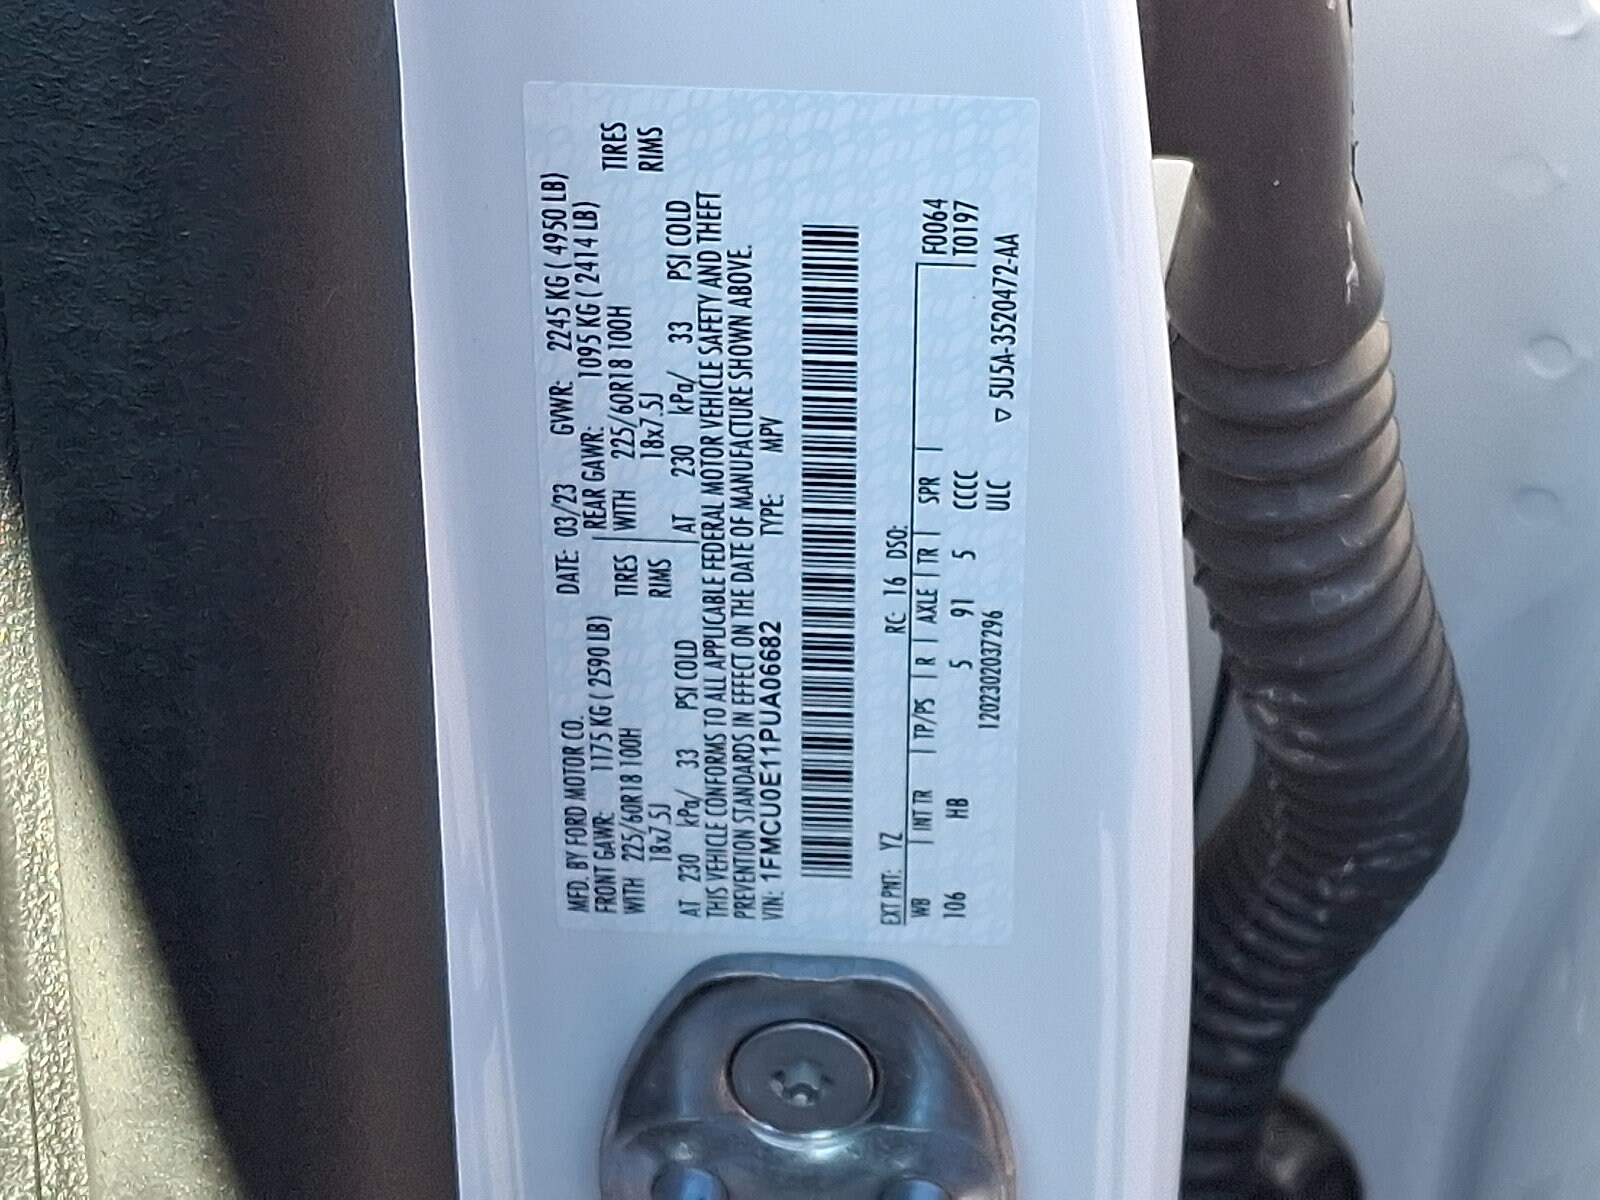 MFD. BY FORD MOTOR CO. DATE: 03/23 GVWR: 2245 KG ( 4950 LB)
FRONT GAWR: 1175 KG ( 2590 LB) REAR GAWR: 1095 KG ( 2414 LB)
WITH 225/60R18 100H TIRES WITH 225/60R18 100H TIRES
18x7.5J RIMS 18x7.5J RIMS
AT 230 kPa/ 33 PSI COLD AT 230 kPa/ 33 PSI COLD
THIS VEHICLE CONFORMS TO ALL APPLICABLE FEDERAL MOTOR VEHICLE SAFETY AND THEFT
PREVENTION STANDARDS IN EFFECT ON THE DATE OF MANUFACTURE SHOWN ABOVE.
VIN: 1FMCU0E11PUA06682 TYPE: MPV
EXT PNT: YZ RC: 16 DSO:
WB | INT TR | TP/PS | R | AXLE | TR | SPR | F0064
106 HB 5 91 5 CCCC T0197
1202302037296 ULC ▽ 5U5A-3520472-AA